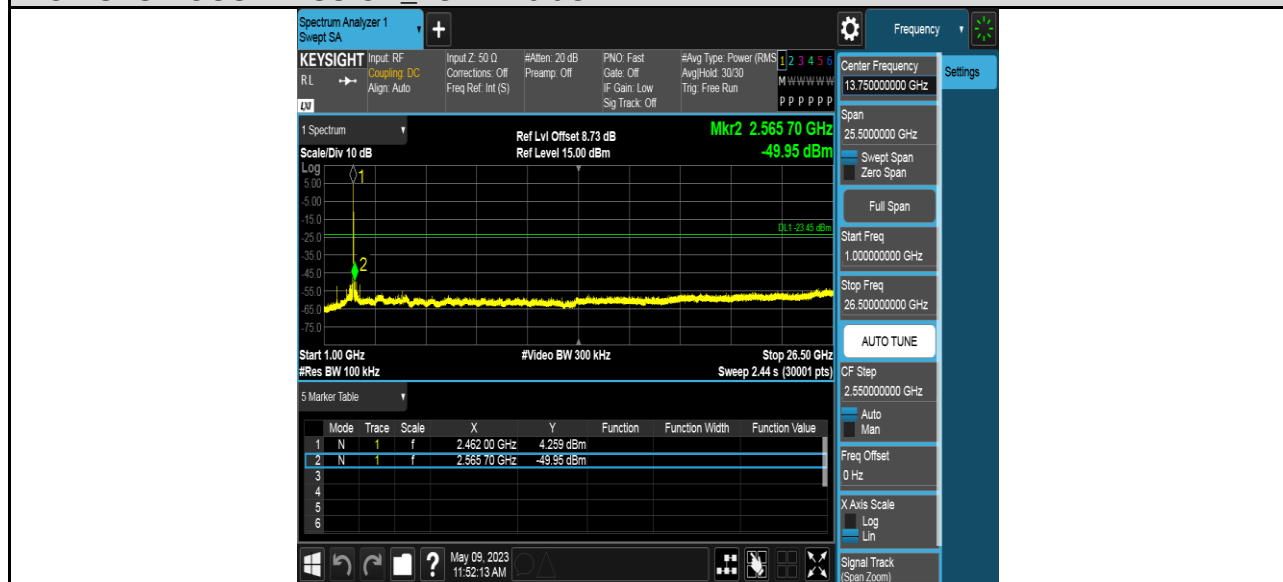 Spectrum Analyzer 1
Swept SA
+
Frequency
KEYSIGHT
RL
LXI
Input: RF
Coupling: DC
Align: Auto
Input Z: 50 Ω
Corrections: Off
Freq Ref: Int (S)
#Atten: 20 dB
Preamp: Off
PNO: Fast
Gate: Off
IF Gain: Low
Sig Track: Off
#Avg Type: Power (RMS
Avg|Hold: 30/30
Trig: Free Run
1 2 3 4 5 6
M W W W W W
P P P P P P
1 Spectrum
Scale/Div 10 dB
Ref Lvl Offset 8.73 dB
Ref Level 15.00 dBm
Mkr2 2.565 70 GHz
-49.95 dBm
Log
5.00
-5.00
-15.0
-25.0
-35.0
-45.0
-55.0
-65.0
-75.0
1
2
DL1 -23.45 dBm
Start 1.00 GHz
#Video BW 300 kHz
Stop 26.50 GHz
#Res BW 100 kHz
Sweep 2.44 s (30001 pts)
5 Marker Table
Mode Trace Scale X Y Function Function Width Function Value
1 N 1 f 2.462 00 GHz 4.259 dBm
2 N 1 f 2.565 70 GHz -49.95 dBm
3
4
5
6
?
May 09, 2023
11:52:13 AM
Center Frequency
13.750000000 GHz
Settings
Span
25.5000000 GHz
Swept Span
Zero Span
Full Span
Start Freq
1.000000000 GHz
Stop Freq
26.500000000 GHz
AUTO TUNE
CF Step
2.550000000 GHz
Auto
Man
Freq Offset
0 Hz
X Axis Scale
Log
Lin
Signal Track
(Span Zoom)